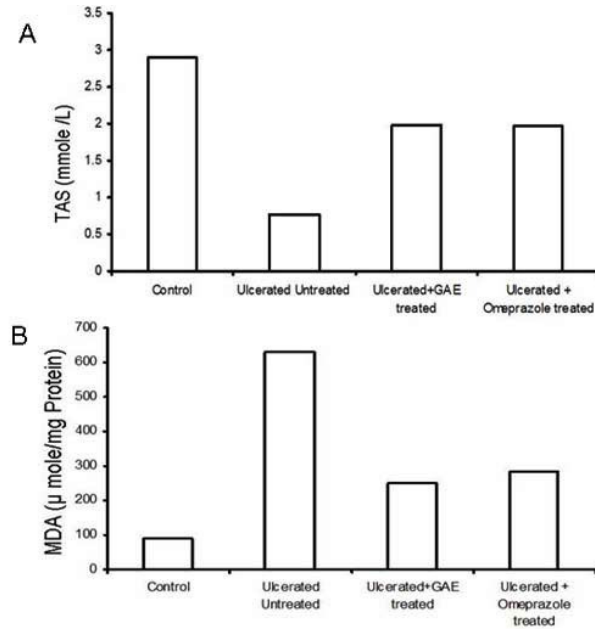 A
TAS (mmole /L)
3.5
3
2.5
2
1.5
1
0.5
0
Control
Ulcerated Untreated
Ulcerated+GAE
treated
Ulcerated +
Omeprazole treated
B
MDA (μ mole/mg Protein)
700
600
500
400
300
200
100
0
Control
Ulcerated
Untreated
Ulcerated+GAE
treated
Ulcerated +
Omeprazole
treated